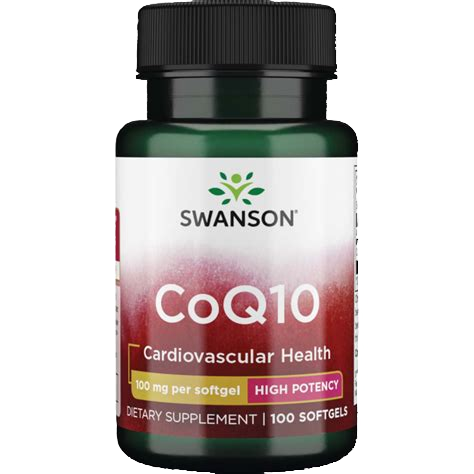 SWANSON®
CoQ10
Cardiovascular Health
100 mg per softgel HIGH POTENCY
DIETARY SUPPLEMENT | 100 SOFTGELS